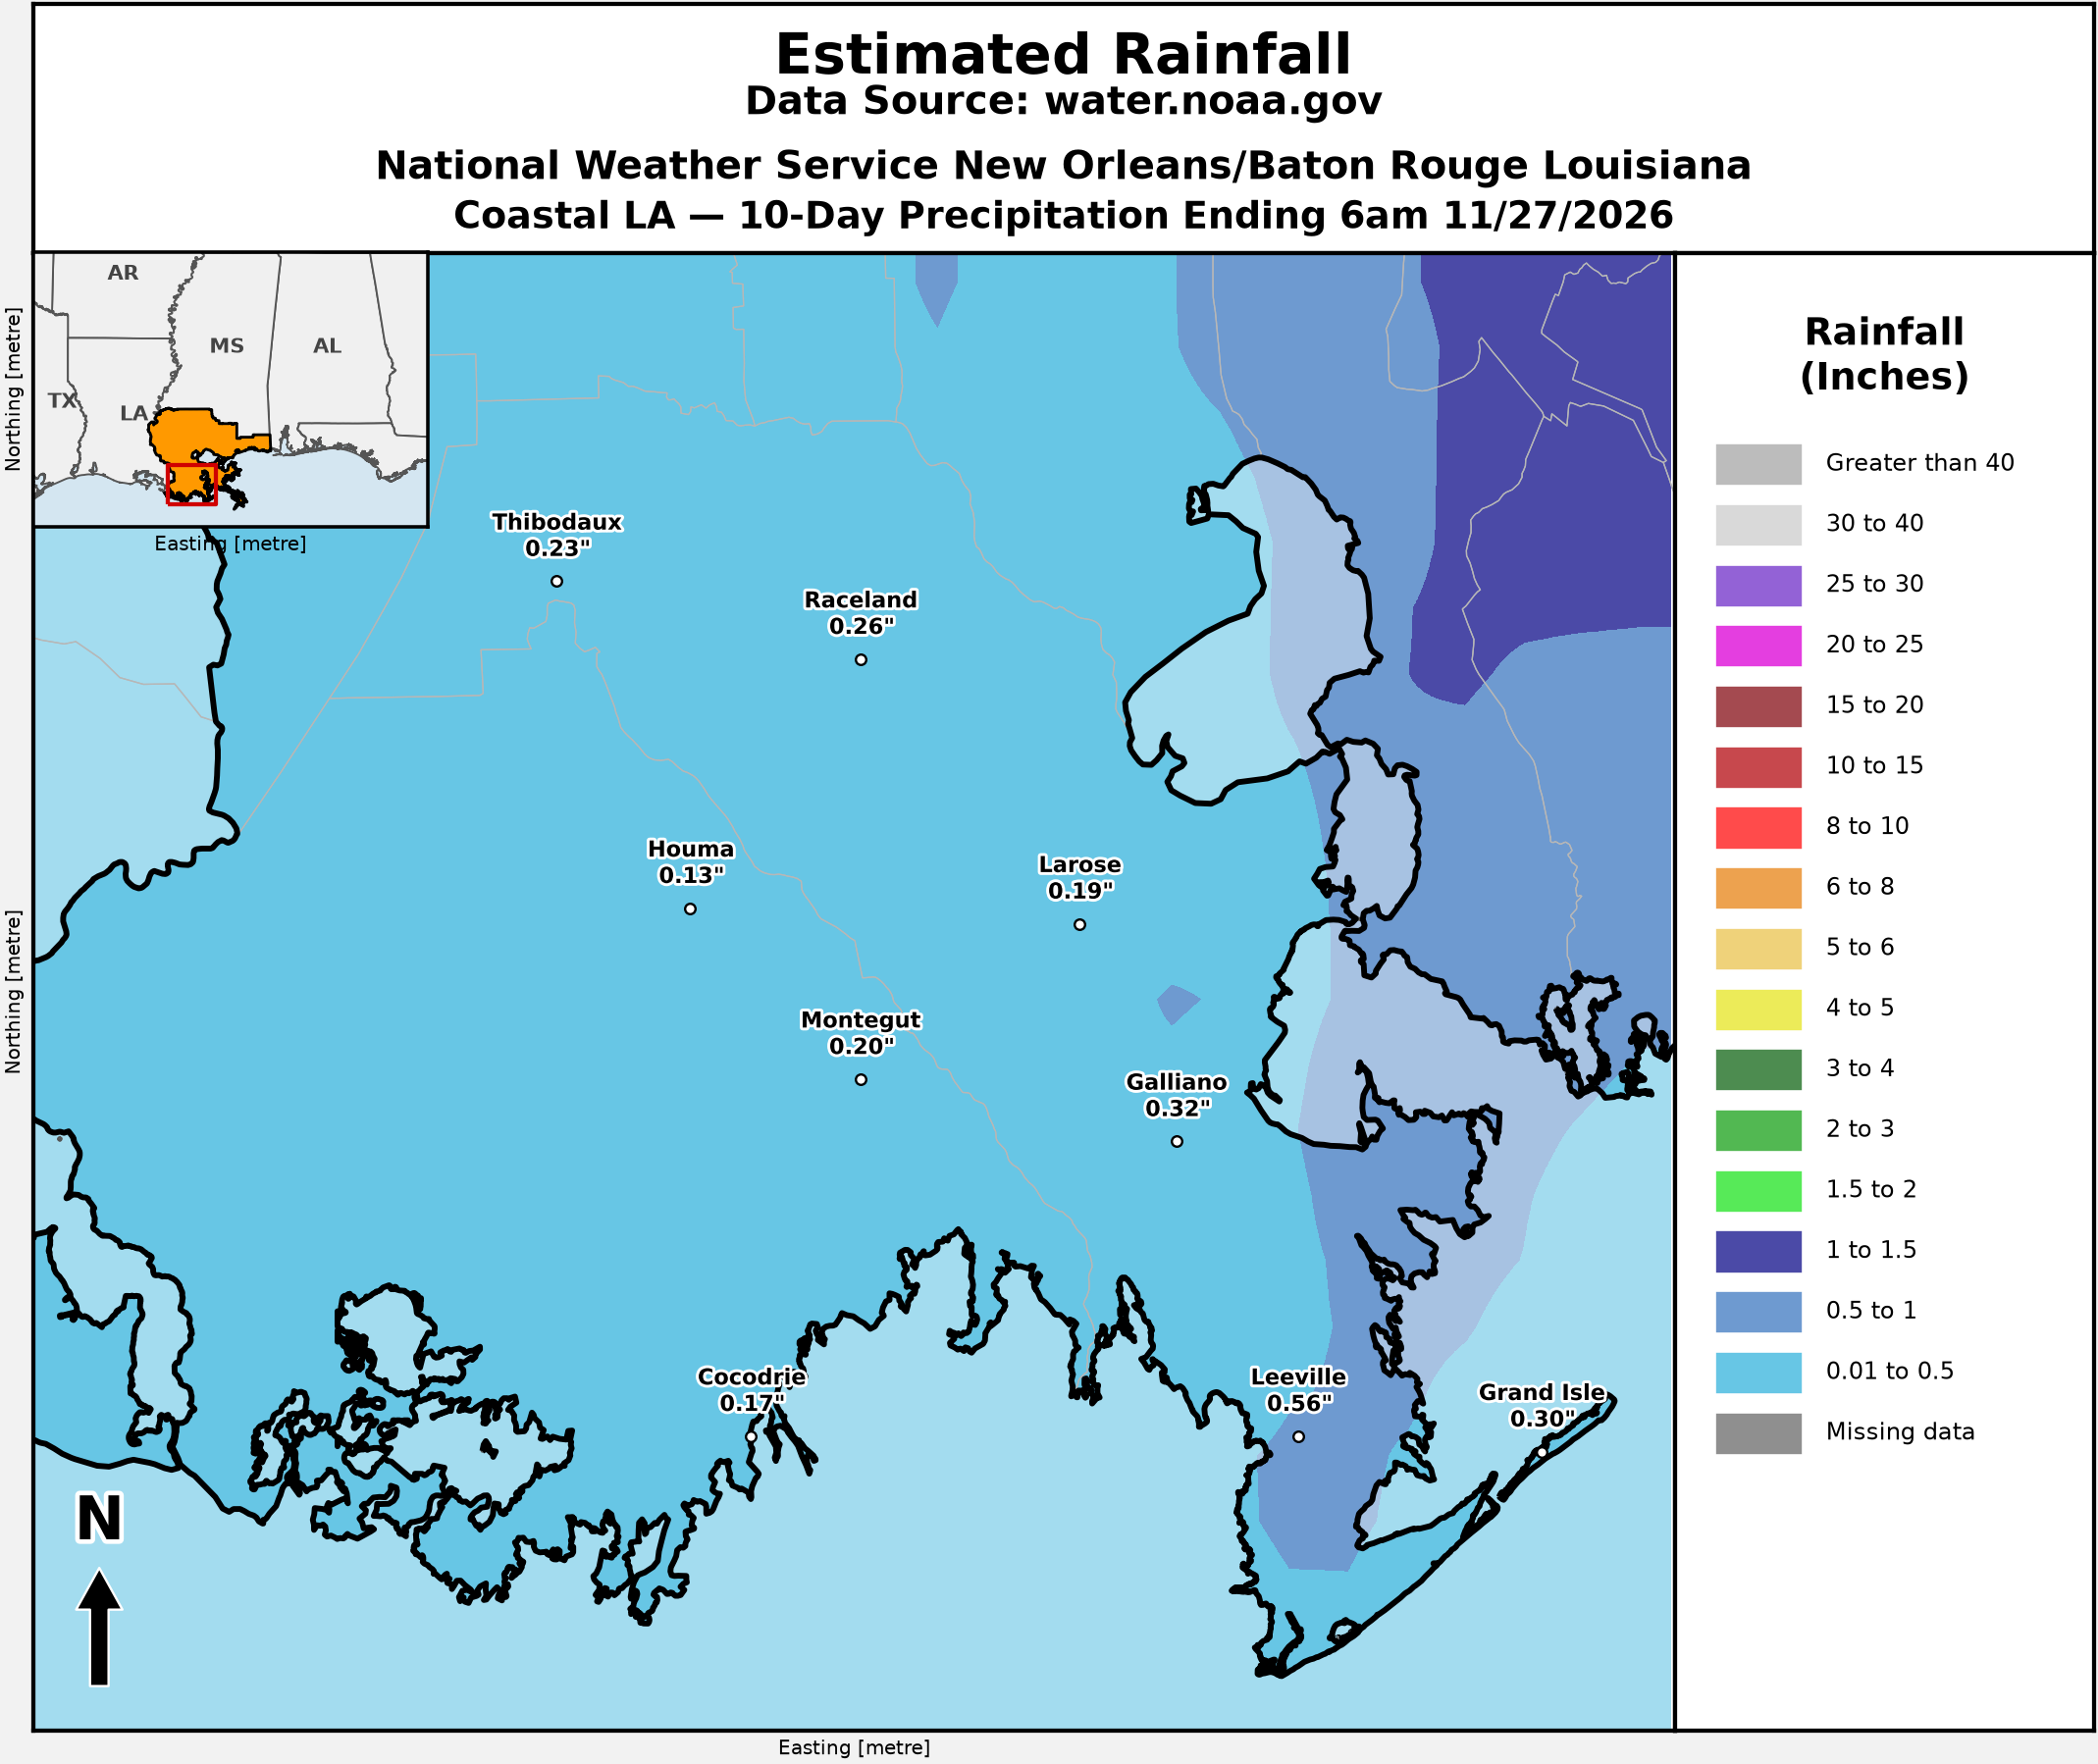 Estimated Rainfall
Data Source: water.noaa.gov
National Weather Service New Orleans/Baton Rouge Louisiana
Coastal LA — 10-Day Precipitation Ending 6am 11/27/2026
Northing [metre]
AR
MS
AL
TX
LA
Easting [metre]
Thibodaux
0.23"
Raceland
0.26"
Houma
0.13"
Larose
0.19"
Northing [metre]
Montegut
0.20"
Galliano
0.32"
Cocodrie
0.17"
Leeville
0.56"
Grand Isle
0.30"
N
Easting [metre]
Rainfall
(Inches)
Greater than 40
30 to 40
25 to 30
20 to 25
15 to 20
10 to 15
8 to 10
6 to 8
5 to 6
4 to 5
3 to 4
2 to 3
1.5 to 2
1 to 1.5
0.5 to 1
0.01 to 0.5
Missing data